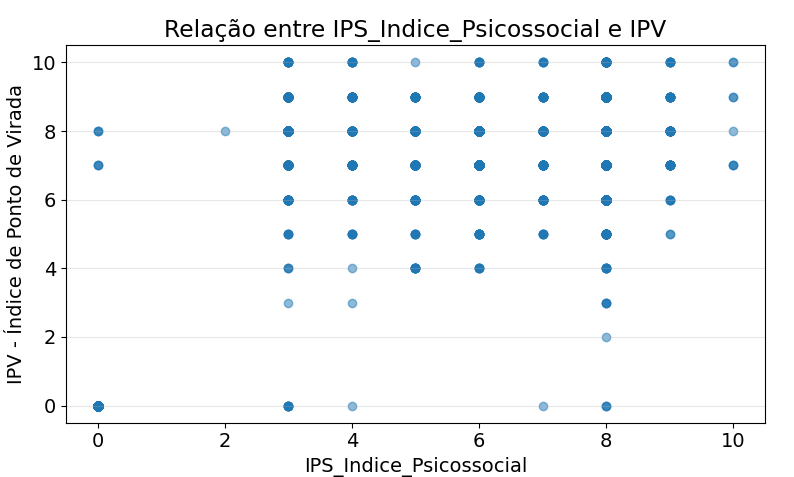 Relação entre IPS_Indice_Psicossocial e IPV
IPV - Índice de Ponto de Virada
10
8
6
4
2
0
0 2 4 6 8 10
IPS_Indice_Psicossocial